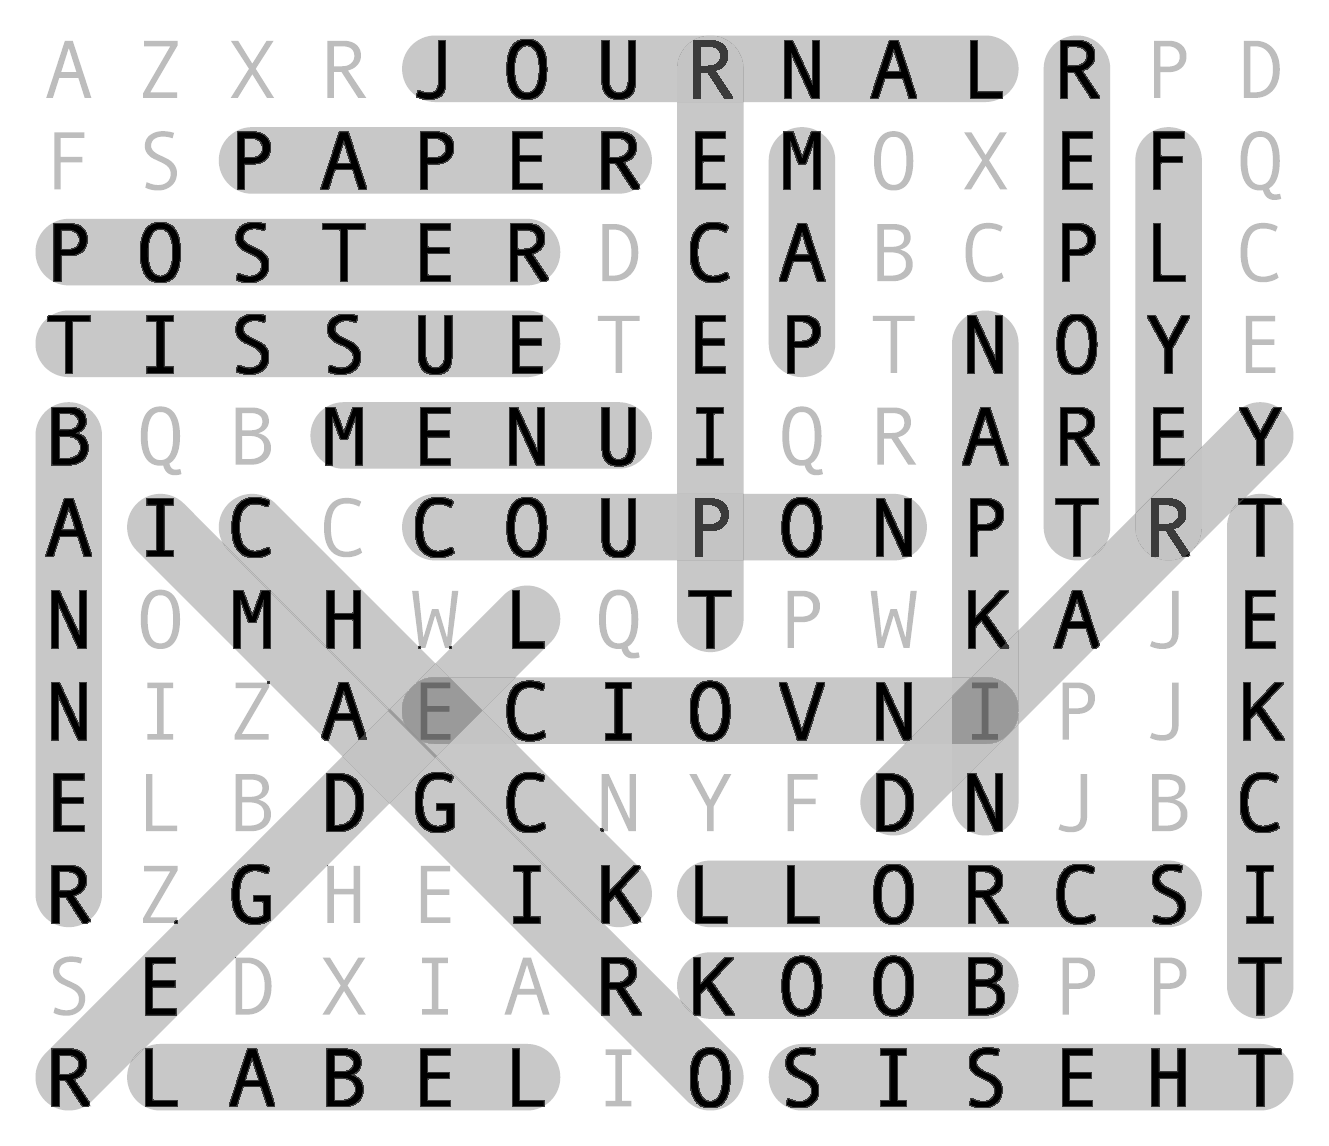 A Z X R J O U R N A L R P D
F S P A P E R E M O X E F Q
P O S T E R D C A B C P L C
T I S S U E T E P T N O Y E
B Q B M E N U I Q R A R E Y
A I C C C O U P O N P T R T
N O M H W L Q T P W K A J E
N I Z A E C I O V N I P J K
E L B D G C N Y F D N J B C
R Z G H E I K L L O R C S I
S E D X I A R K O O B P P T
R L A B E L I O S I S E H T